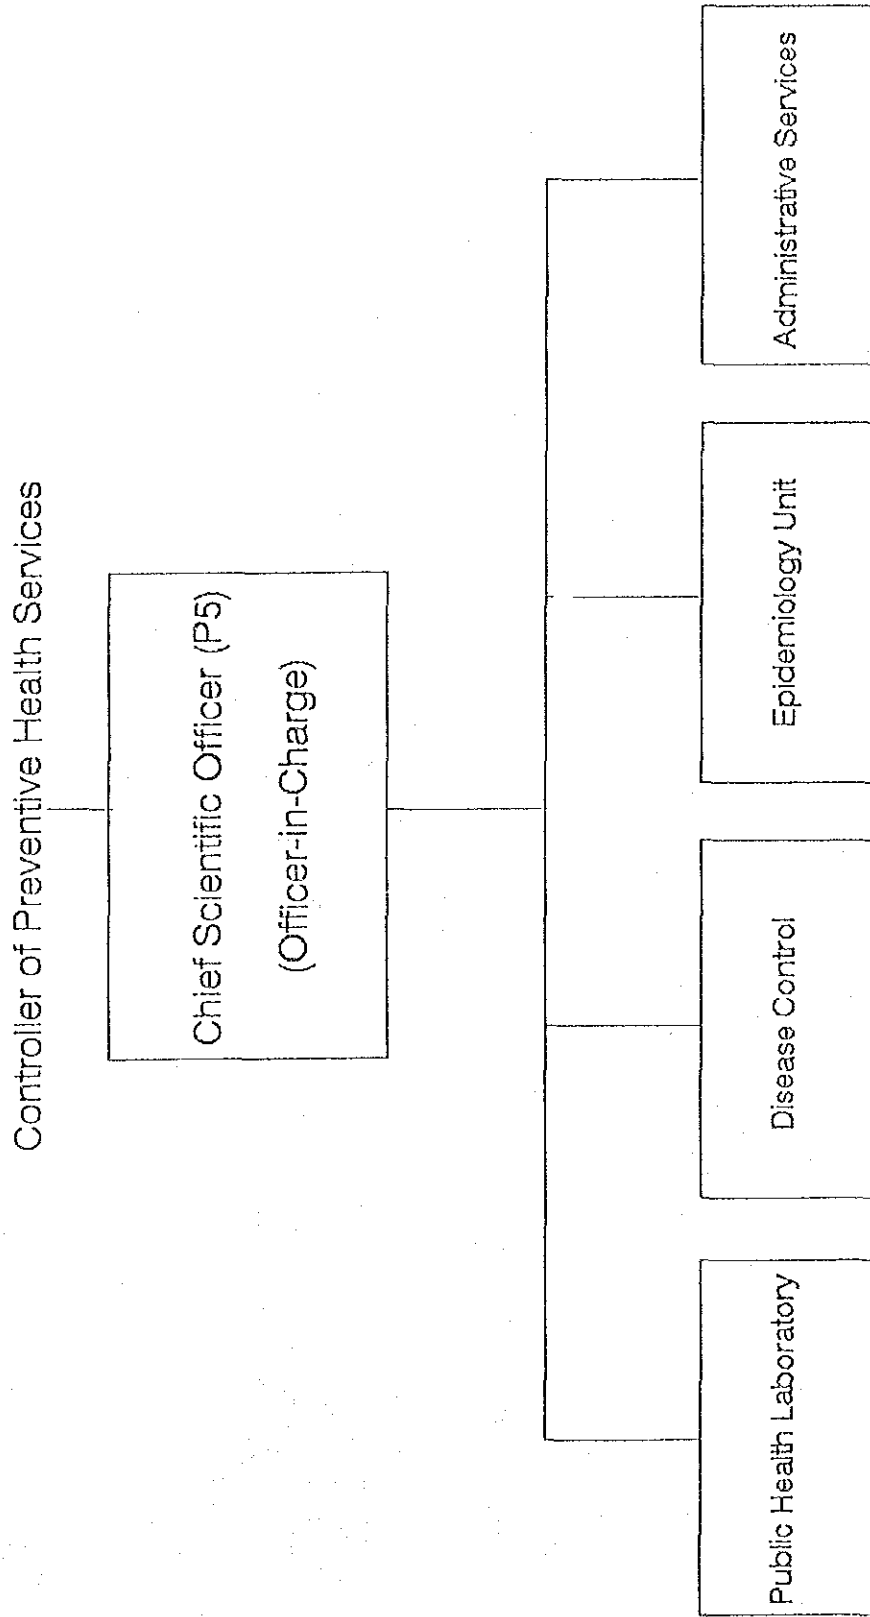 Controller of Preventive Health Services
Chief Scientific Officer (P5)
(Officer-in-Charge)
Public Health Laboratory
Disease Control
Epidemiology Unit
Administrative Services